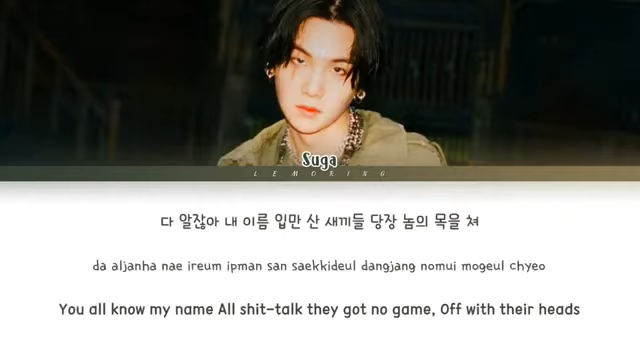 Suga
LEMORING
다 알잖아 내 이름 입만 산 새끼들 당장 놈의 목을 쳐
da aljanha nae ireum ipman san saekkideul dangjang nomui mogeul chyeo
You all know my name All shit-talk they got no game, Off with their heads